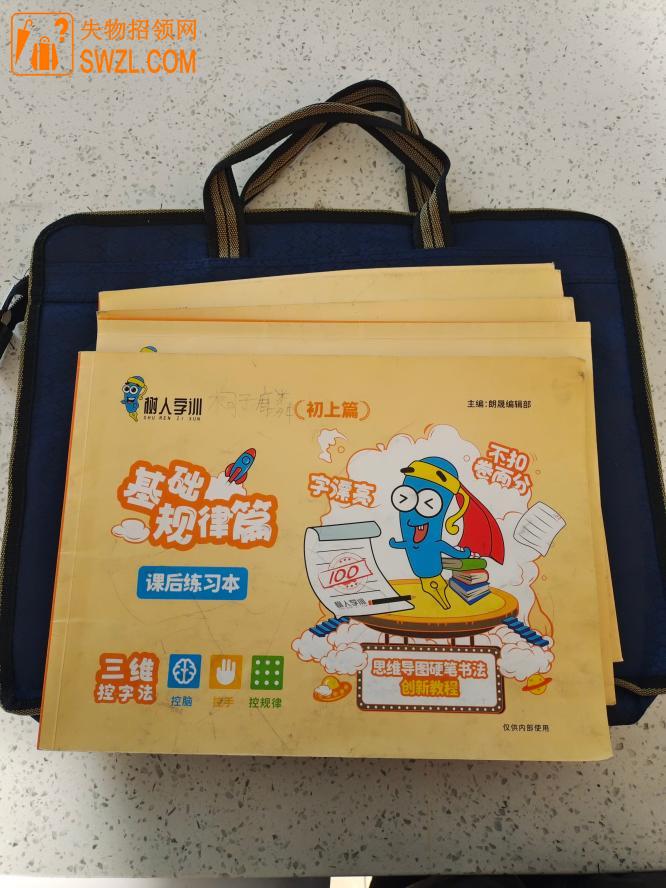 失物招领网
SWZL.COM
树人字训
SHU REN ZI XUN
（初上篇）
主编:朗晟编辑部
基础
规律篇
课后练习本
字漂亮
不扣
卷面分
100
树人字训
三维
控字法
控脑
控手
控规律
思维导图硬笔书法
创新教程
仅供内部使用